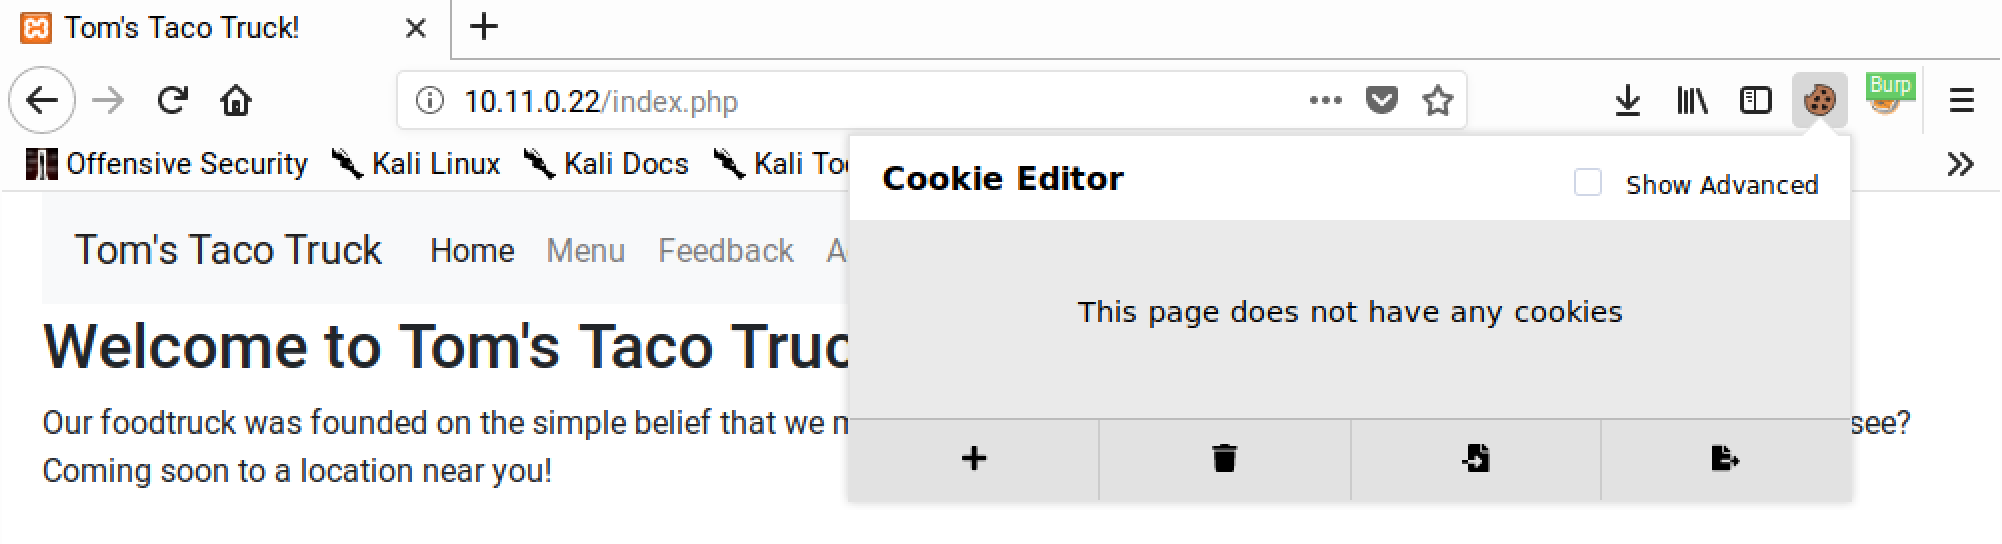 Tom's Taco Truck!
10.11.0.22/index.php
Burp
Offensive Security Kali Linux Kali Docs Kali
Cookie Editor Show Advanced
Tom's Taco Truck Home Menu Feedback
This page does not have any cookies
Welcome to Tom's Taco
Our foodtruck was founded on the simple belief that we see?
Coming soon to a location near you!